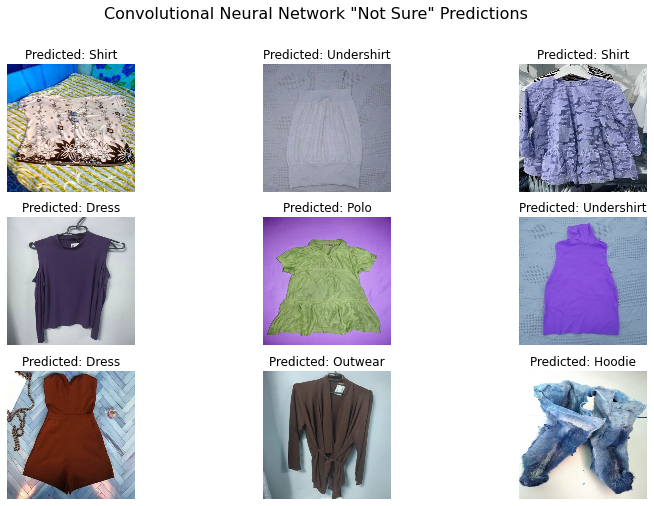 Convolutional Neural Network "Not Sure" Predictions
Predicted: Shirt
Predicted: Undershirt
Predicted: Shirt
Predicted: Dress
Predicted: Polo
Predicted: Undershirt
Predicted: Dress
Predicted: Outwear
Predicted: Hoodie